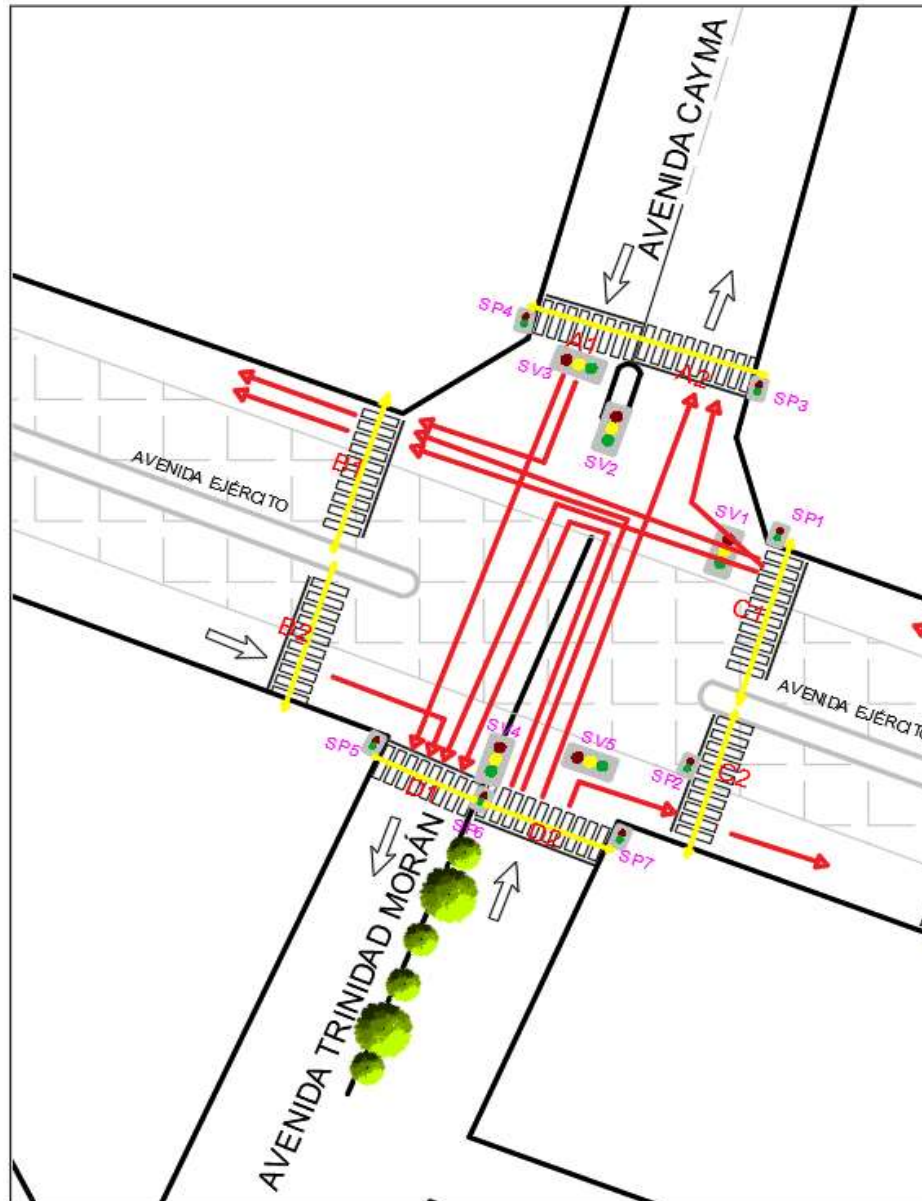 AVENIDA CAYMA
SP4
A1
SV3
A2
SP3
SV2
B1
AVENIDA EJÉRCITO
SV1
SP1
C1
B2
AVENIDA EJÉRCITO
SV4
SV5
SP5
SP2
C2
D1
SP6
D2
SP7
AVENIDA TRINIDAD MORÁN